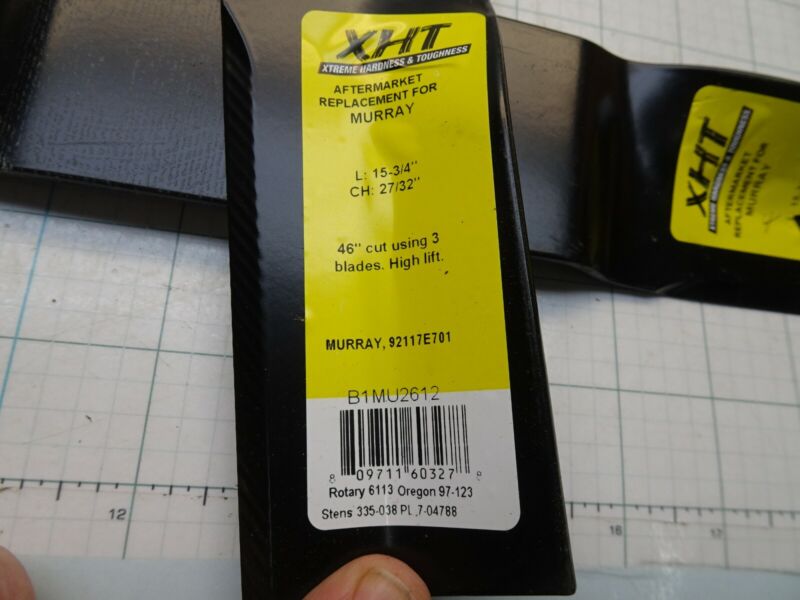 XHT
XTREME HARDNESS & TOUGHNESS
AFTERMARKET
REPLACEMENT FOR
MURRAY
L: 15-3/4"
CH: 27/32"
46" cut using 3
blades. High lift.
MURRAY, 92117E701
B1MU2612
8 09711 60327 8
Rotary 6113 Oregon 97-123
Stens 335-038 PL ,7-04788
XHT
XTREME HARDNESS & TOUGHNESS
AFTERMARKET
REPLACEMENT FOR
MURRAY
12
16
17